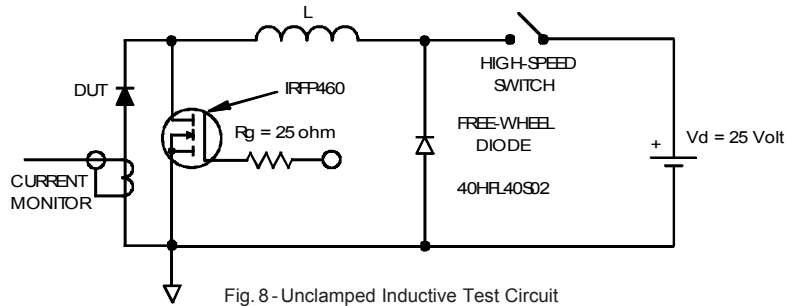 L
HIGH-SPEED
SWITCH
DUT
IRFP460
Rg = 25 ohm
FREE-WHEEL
DIODE
40HFL40S02
+
Vd = 25 Volt
CURRENT
MONITOR
Fig. 8 - Unclamped Inductive Test Circuit